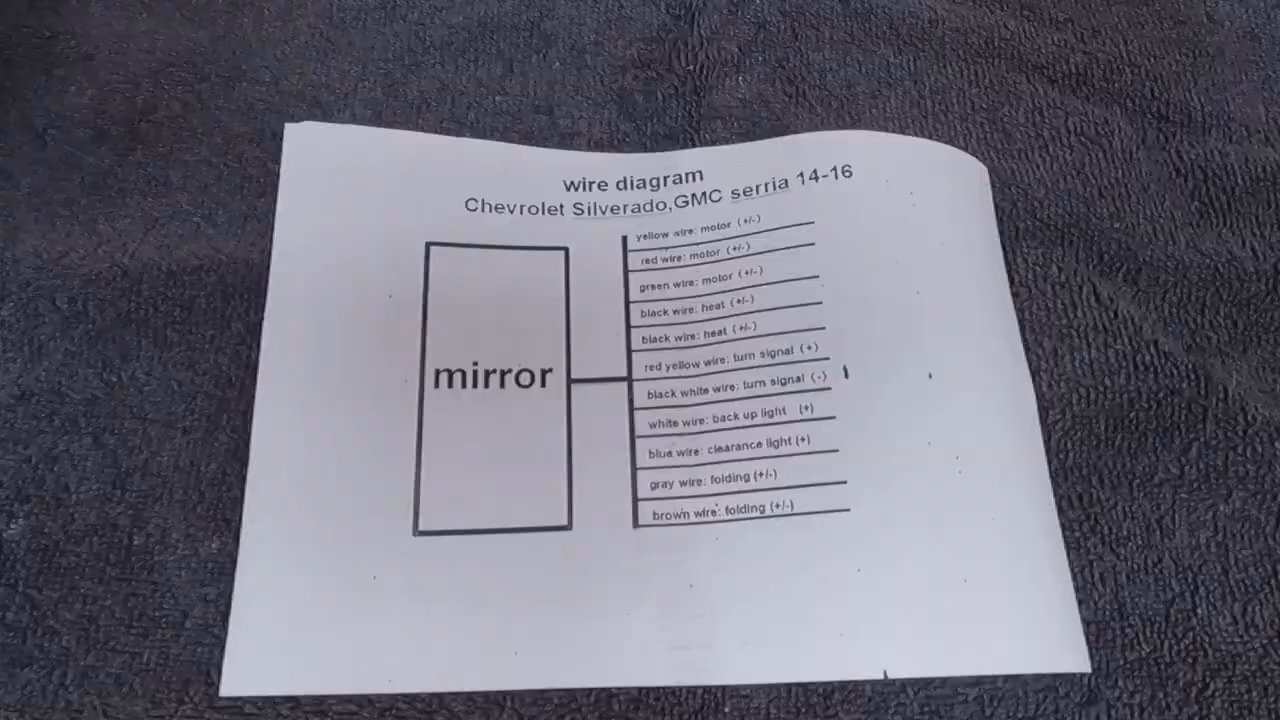 wire diagram
Chevrolet Silverado,GMC serria 14-16
mirror
yellow wire: motor (+/-)
red wire: motor (+/-)
green wire: motor (+/-)
black wire: heat (+/-)
black wire: heat (+/-)
red yellow wire: turn signal (+)
black white wire: turn signal (-)
white wire: back up light (+)
blue wire: clearance light (+)
gray wire: folding (+/-)
brown wire: folding (+/-)